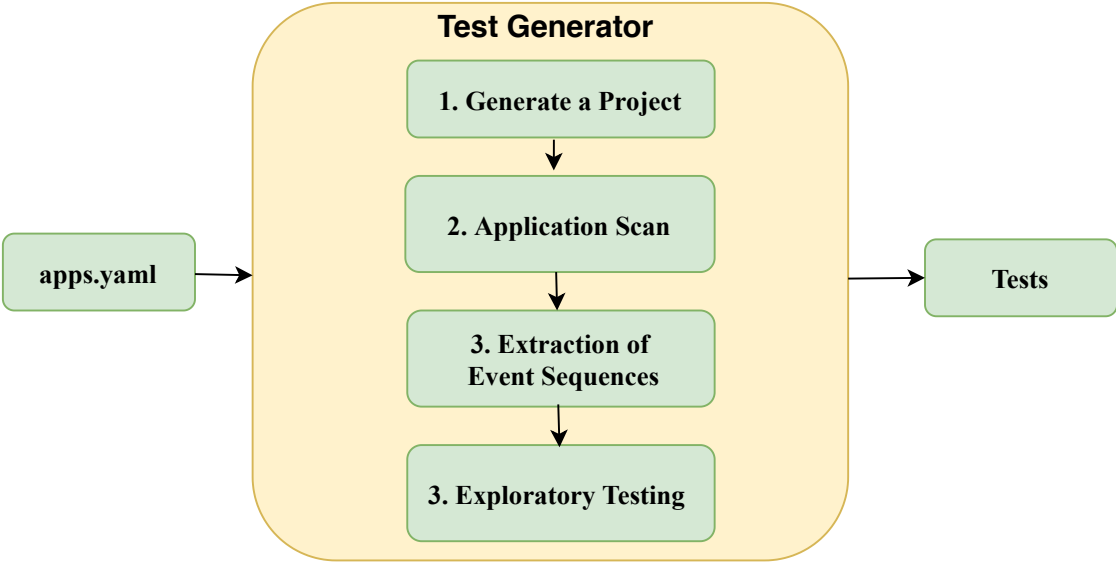 Test Generator
1. Generate a Project
2. Application Scan
apps.yaml
Tests
3. Extraction of
Event Sequences
3. Exploratory Testing